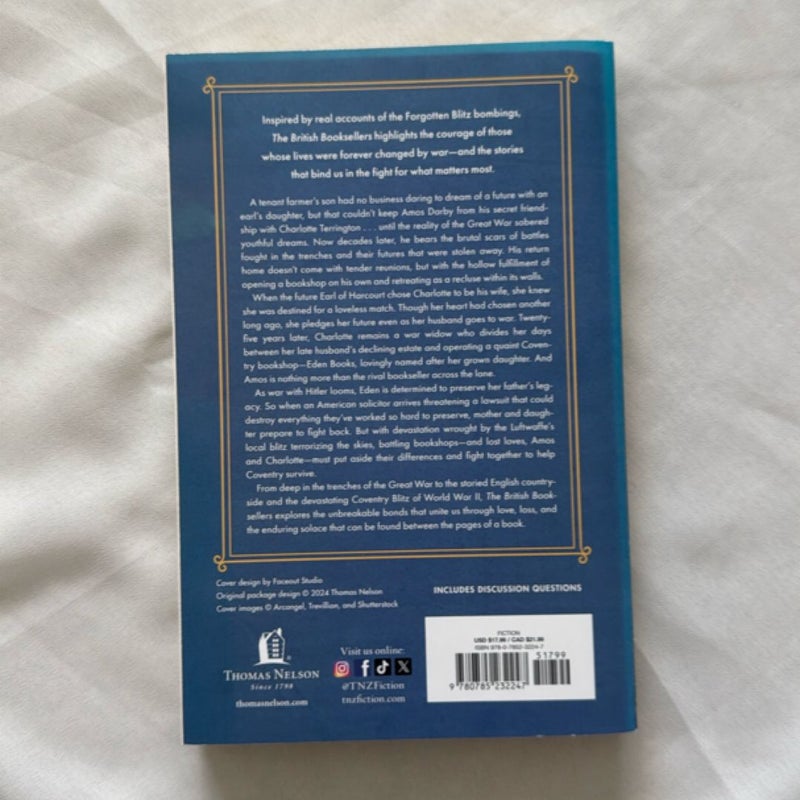 Inspired by real accounts of the Forgotten Blitz bombings,
The British Booksellers highlights the courage of those
whose lives were forever changed by war—and the stories
that bind us in the fight for what matters most.
A tenant farmer's son had no business daring to dream of a future with an
earl's daughter, but that couldn't keep Amos Darby from his secret friend-
ship with Charlotte Terrington . . . until the reality of the Great War sobered
youthful dreams. Now decades later, he bears the brutal scars of battles
fought in the trenches and their futures that were stolen away. His return
home doesn't come with tender reunions, but with the hollow fulfillment of
opening a bookshop on his own and retreating as a recluse within its walls.
When the future Earl of Harcourt chose Charlotte to be his wife, she knew
she was destined for a loveless match. Though her heart had chosen another
long ago, she pledges her future even as her husband goes to war. Twenty-
five years later, Charlotte remains a war widow who divides her days
between her late husband's declining estate and operating a quaint Coven-
try bookshop—Eden Books, lovingly named after her grown daughter. And
Amos is nothing more than the rival bookseller across the lane.
As war with Hitler looms, Eden is determined to preserve her father's leg-
acy. So when an American solicitor arrives threatening a lawsuit that could
destroy everything they've worked so hard to preserve, mother and daugh-
ter prepare to fight back. But with devastation wrought by the Luftwaffe's
local blitz terrorizing the skies, battling bookshops—and lost loves, Amos
and Charlotte—must put aside their differences and fight together to help
Coventry survive.
From deep in the trenches of the Great War to the storied English country-
side and the devastating Coventry Blitz of World War II, The British Book-
sellers explores the unbreakable bonds that unite us through love, loss, and
the enduring solace that can be found between the pages of a book.
Cover design by Faceout Studio
Original package design © 2024 Thomas Nelson
Cover images © Arcangel, Trevillian, and Shutterstock
INCLUDES DISCUSSION QUESTIONS
THOMAS NELSON
Since 1798
thomasnelson.com
Visit us online:
@TNZFiction
tnzfiction.com
FICTION
USD $17.99 / CAD $21.99
ISBN 978-0-7852-3224-7
51799
9 780785 232247